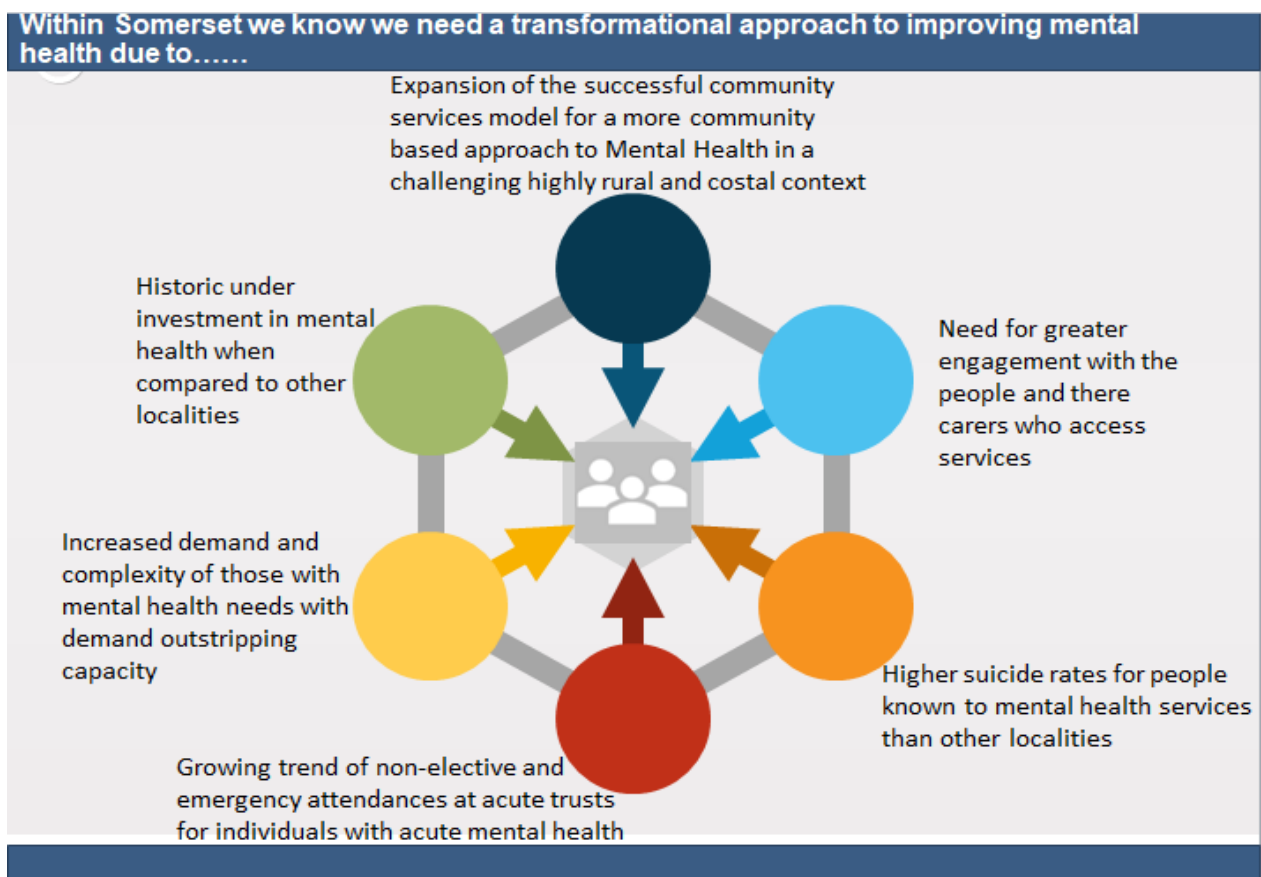 Within Somerset we know we need a transformational approach to improving mental
health due to......
Expansion of the successful community
services model for a more community
based approach to Mental Health in a
challenging highly rural and costal context
Historic under
investment in mental
health when
compared to other
localities
Need for greater
engagement with the
people and there
carers who access
services
Increased demand and
complexity of those with
mental health needs with
demand outstripping
capacity
Higher suicide rates for people
known to mental health services
than other localities
Growing trend of non-elective and
emergency attendances at acute trusts
for individuals with acute mental health